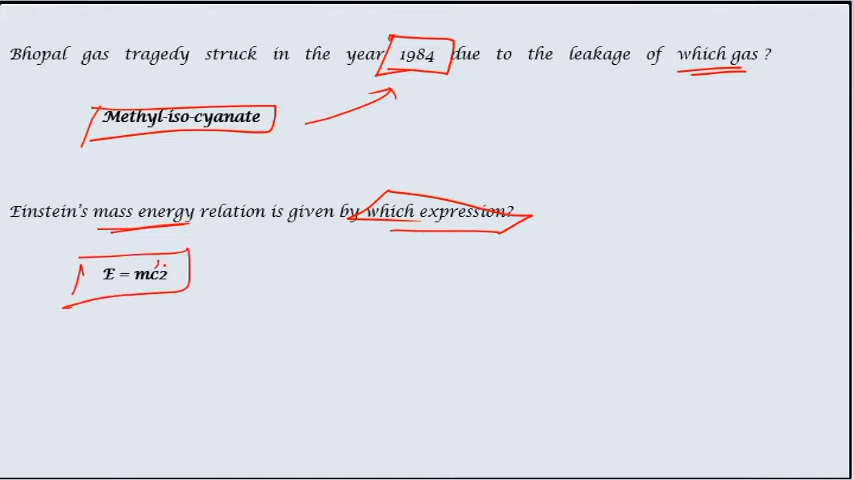 Bhopal gas tragedy struck in the year 1984 due to the leakage of which gas ?
Methyl-iso-cyanate
Einstein's mass energy relation is given by which expression?
E = mc2